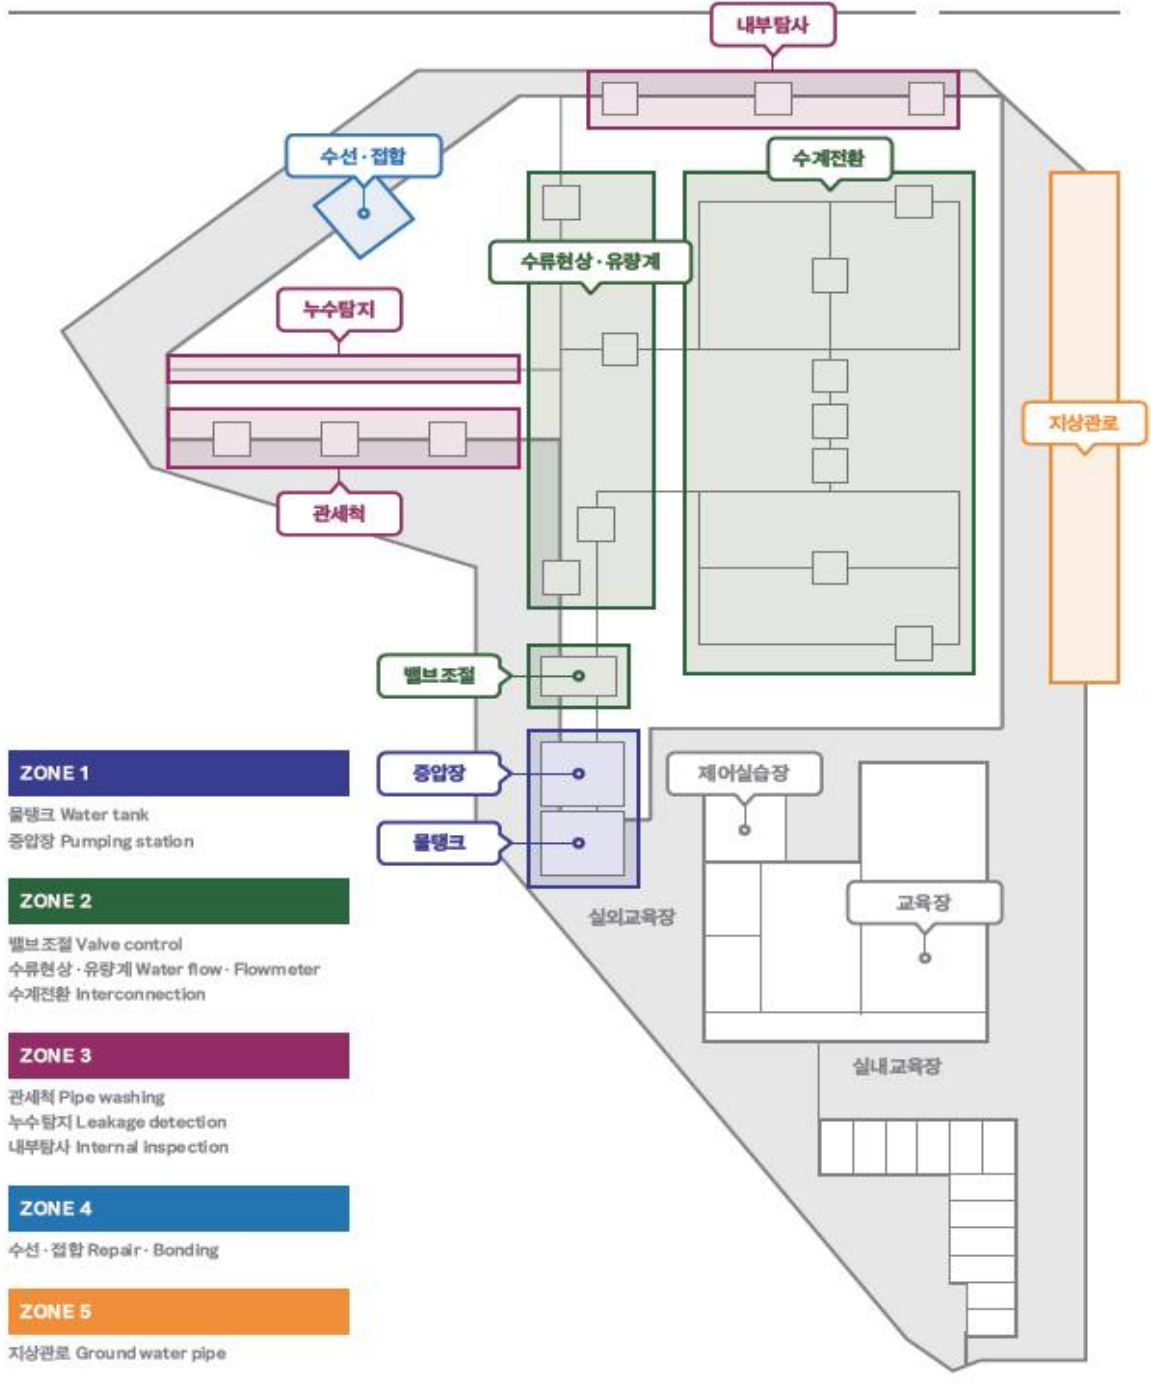 내부탐사
수선·접합
수계전환
수류현상·유량계
누수탐지
지상관로
관세척
밸브조절
ZONE 1
물탱크 Water tank
증압장 Pumping station
증압장
제어실습장
물탱크
ZONE 2
밸브조절 Valve control
수류현상·유량계 Water flow · Flowmeter
수계전환 Interconnection
교육장
실외교육장
ZONE 3
관세척 Pipe washing
누수탐지 Leakage detection
내부탐사 Internal inspection
실내교육장
ZONE 4
수선·접합 Repair · Bonding
ZONE 5
지상관로 Ground water pipe